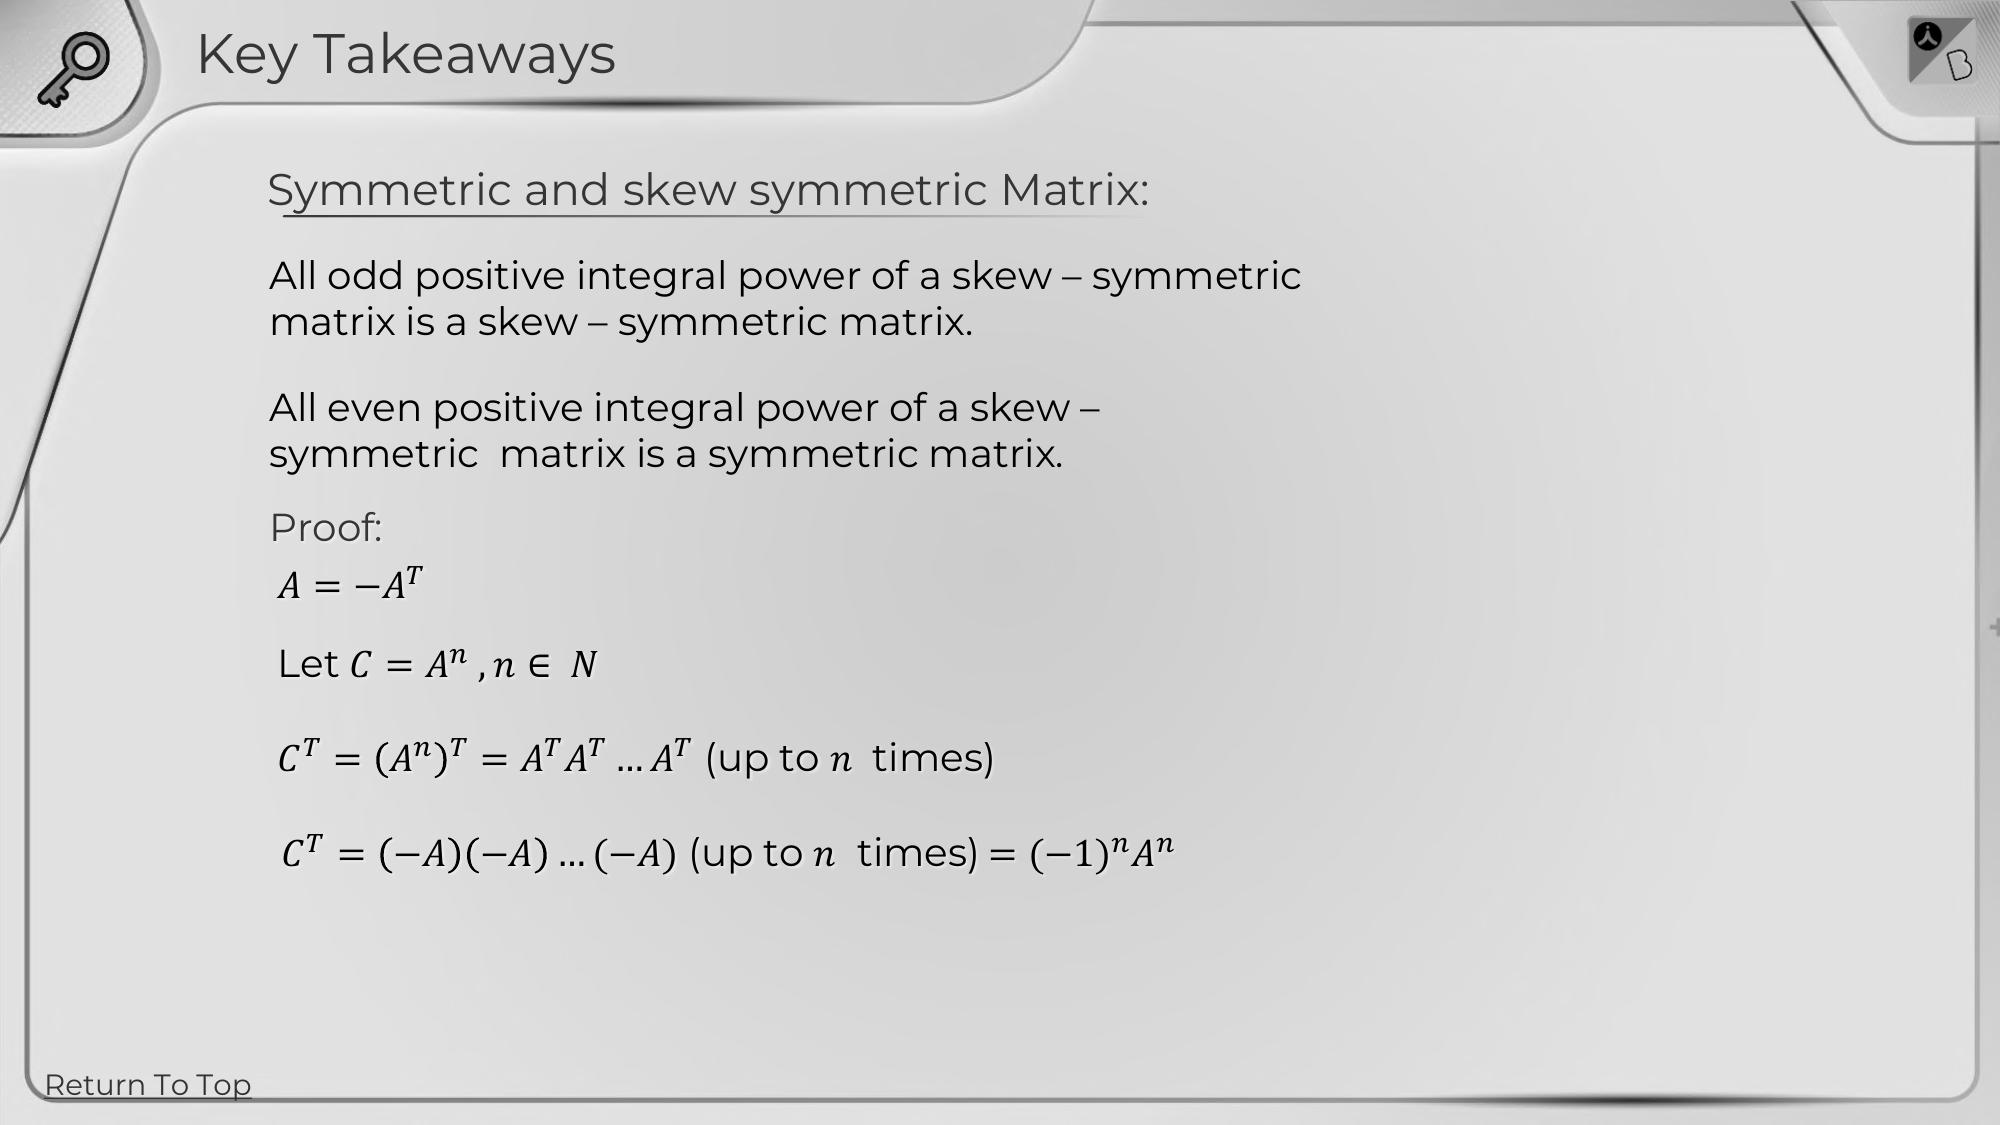 Key Takeaways
Symmetric and skew symmetric Matrix:
All odd positive integral power of a skew – symmetric
matrix is a skew – symmetric matrix.
All even positive integral power of a skew –
symmetric  matrix is a symmetric matrix.
Proof:
$A = -A^T$
Let $C = A^n , n \in N$
$C^T = (A^n)^T = A^T A^T \ldots A^T$ (up to $n$ times)
$C^T = (-A)(-A) \ldots (-A)$ (up to $n$ times) $= (-1)^n A^n$
Return To Top